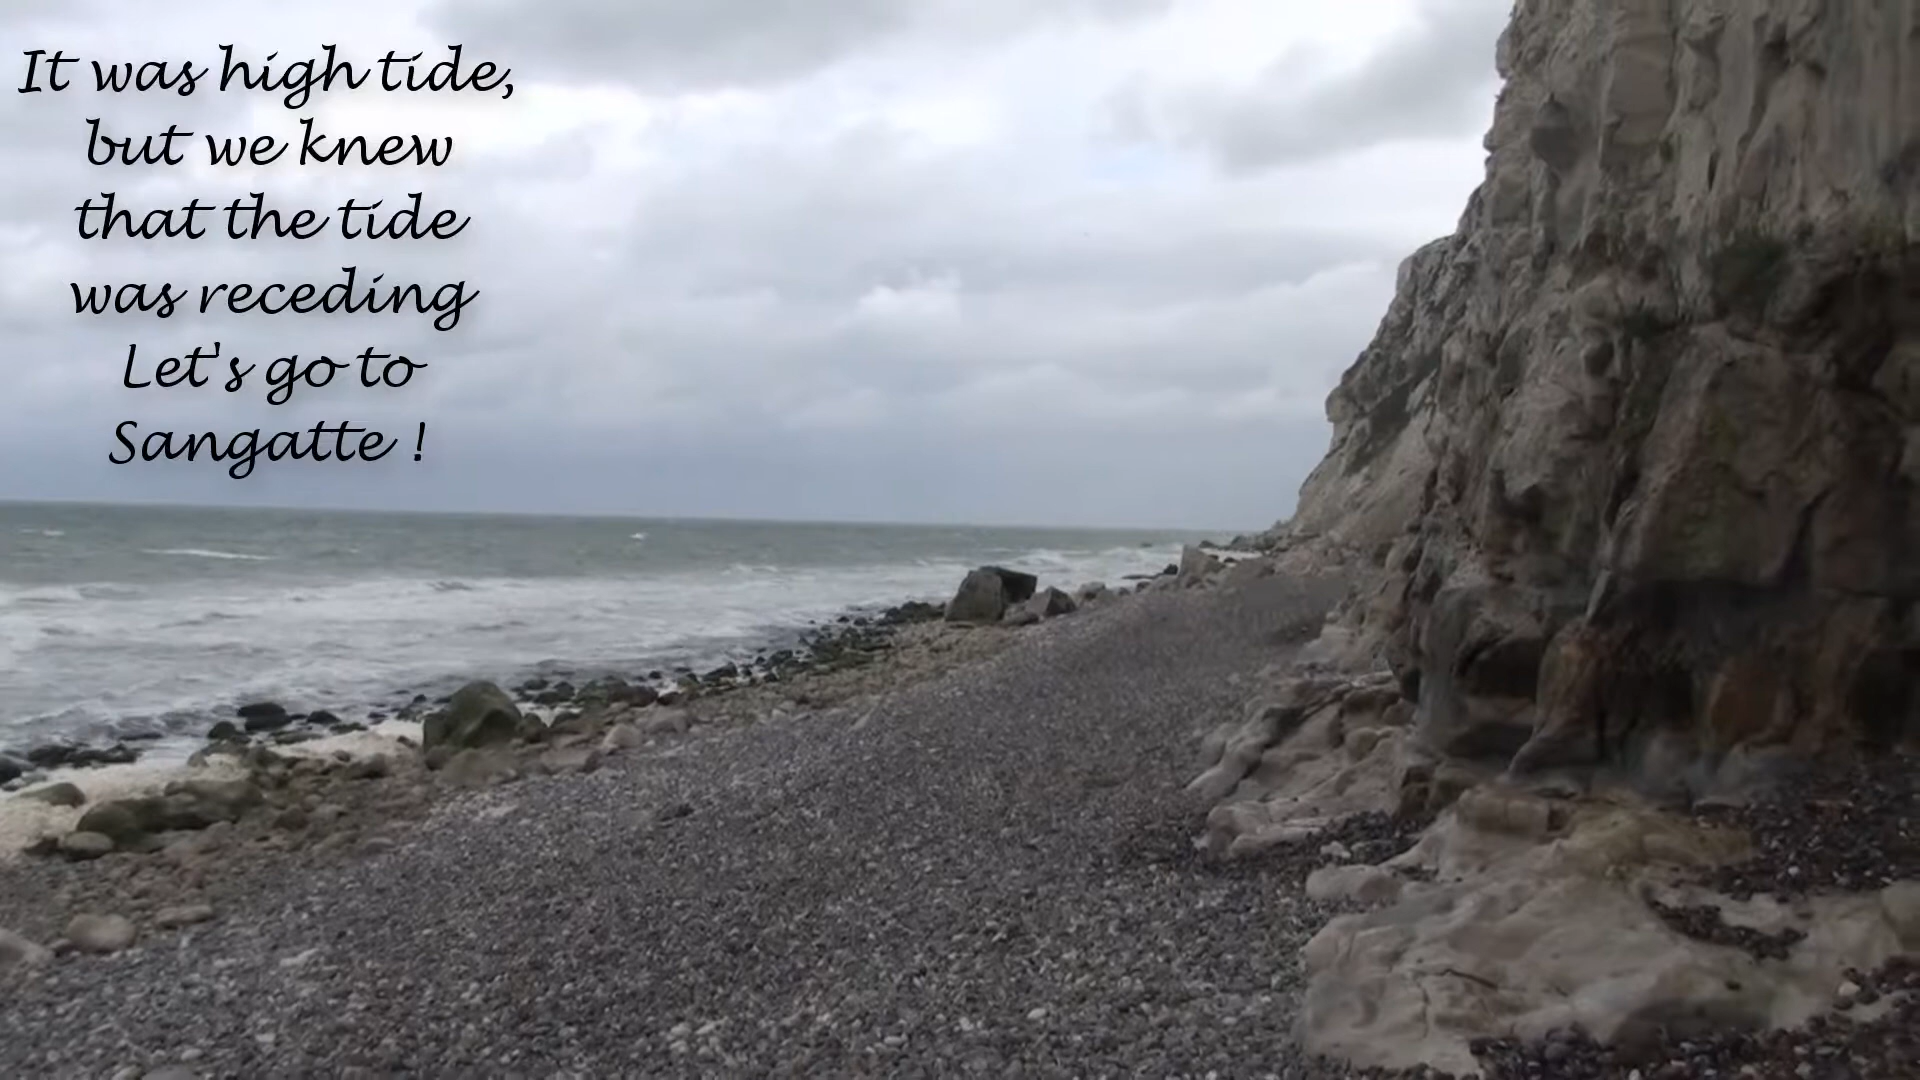 It was high tide,
but we knew
that the tide
was receding
Let's go to
Sangatte !